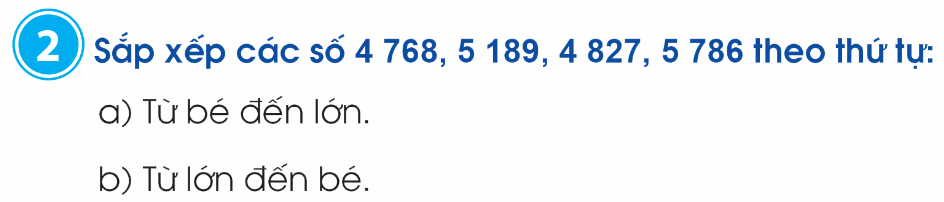 2 Sắp xếp các số 4 768, 5 189, 4 827, 5 786 theo thứ tự:
a) Từ bé đến lớn.
b) Từ lớn đến bé.